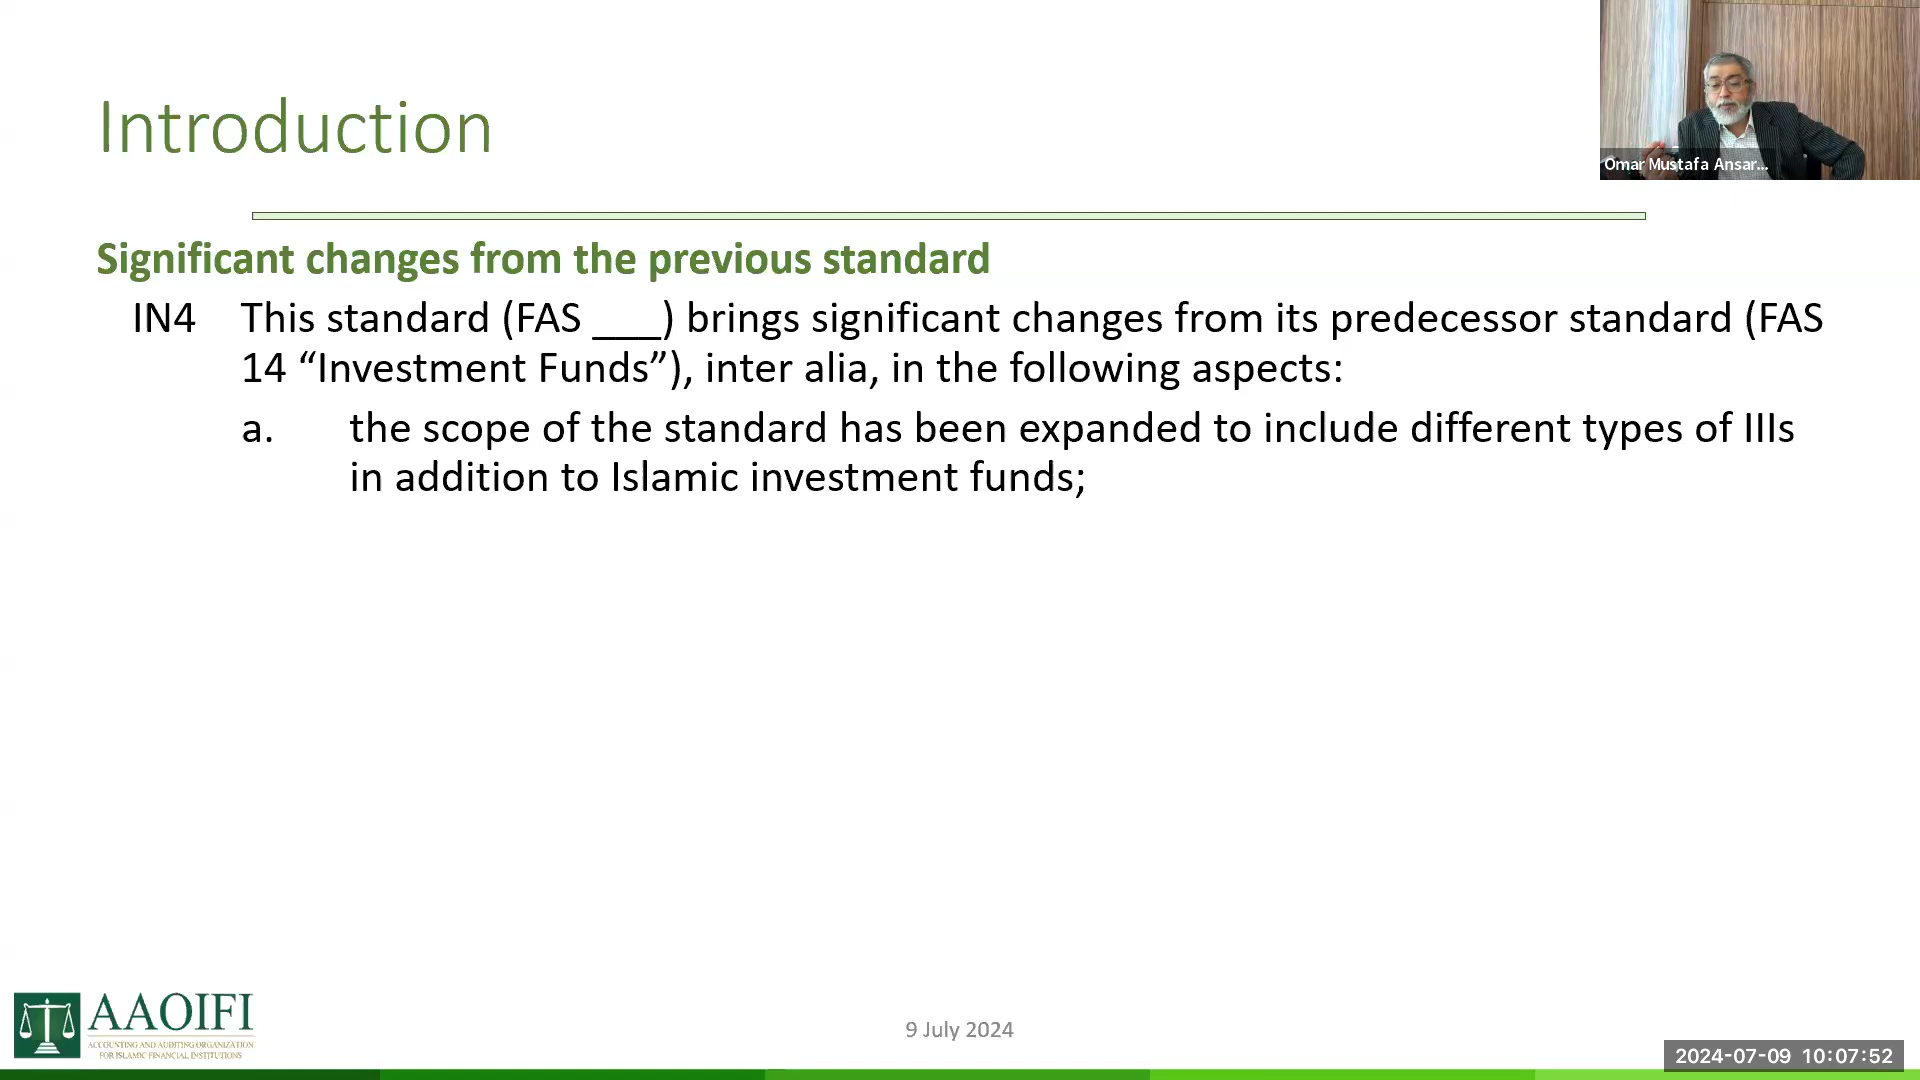 Introduction
Omar Mustafa Ansar...
Significant changes from the previous standard
IN4 This standard (FAS ___) brings significant changes from its predecessor standard (FAS
14 “Investment Funds”), inter alia, in the following aspects:
a. the scope of the standard has been expanded to include different types of IIIs
in addition to Islamic investment funds;
AAOIFI
ACCOUNTING AND AUDITING ORGANIZATION
FOR ISLAMIC FINANCIAL INSTITUTIONS
9 July 2024
2024-07-09 10:07:52